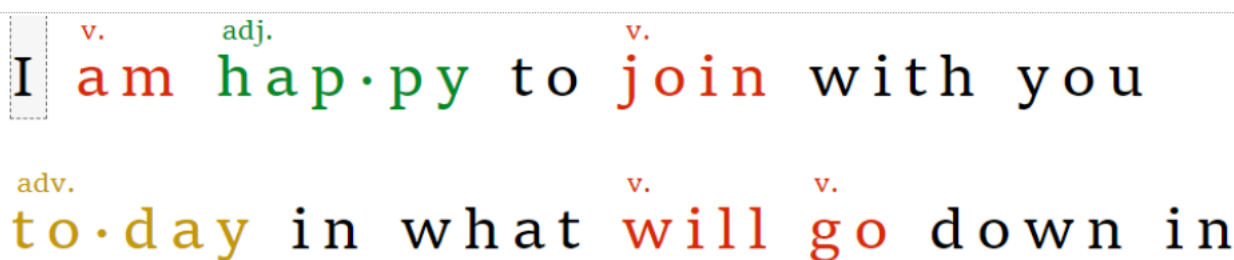 v. adj. v.
I am hap·py to join with you
adv. v. v.
to·day in what will go down in